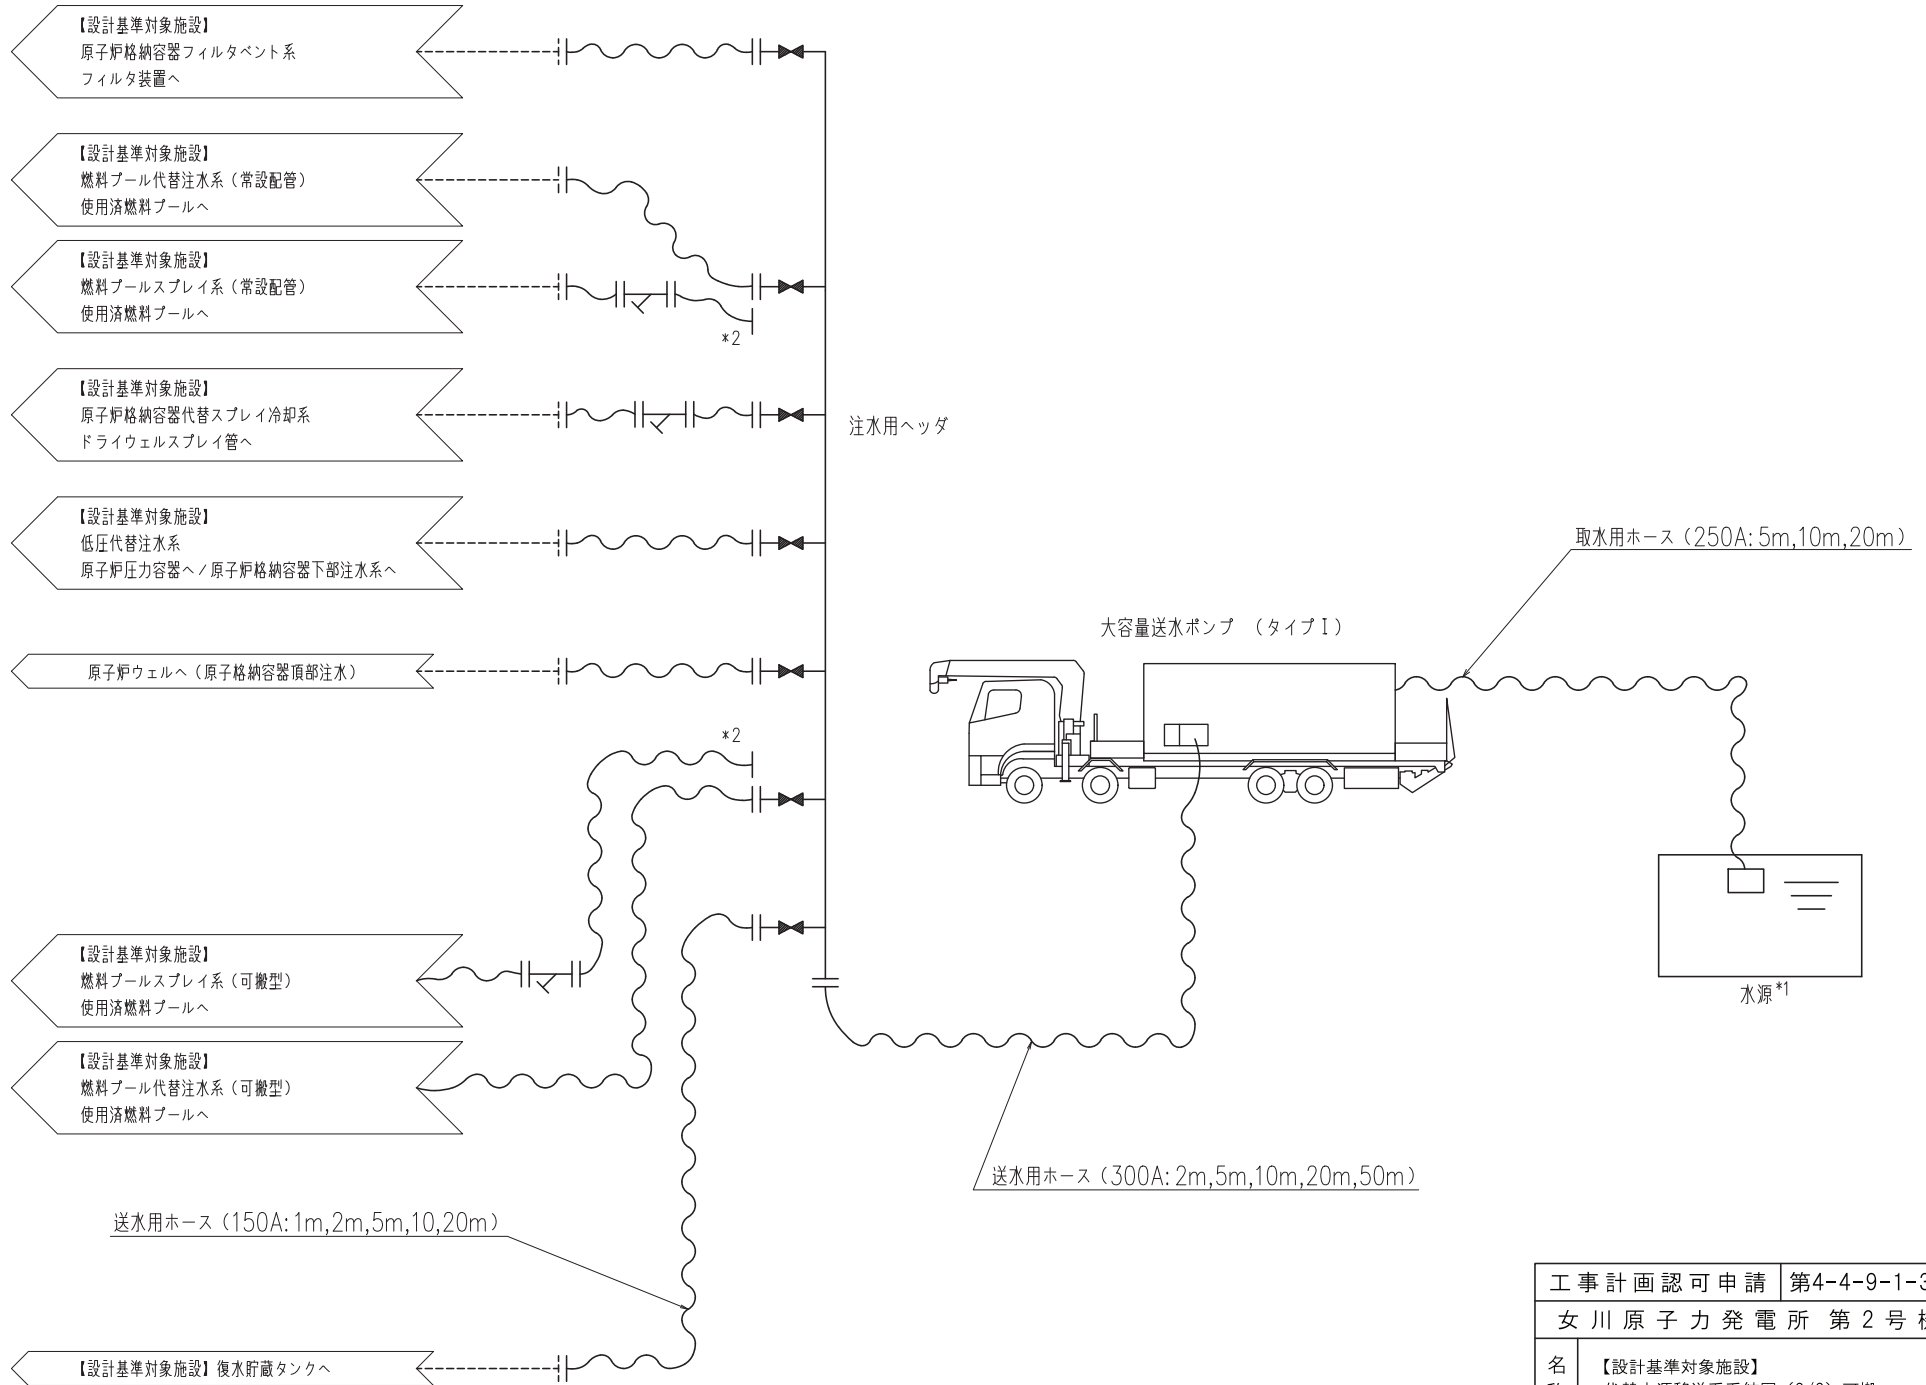 【設計基準対象施設】
原子炉格納容器フィルタベント系
フィルタ装置へ
【設計基準対象施設】
燃料プール代替注水系（常設配管）
使用済燃料プールへ
【設計基準対象施設】
燃料プールスプレイ系（常設配管）
使用済燃料プールへ
*2
【設計基準対象施設】
原子炉格納容器代替スプレイ冷却系
ドライウェルスプレイ管へ
注水用ヘッダ
【設計基準対象施設】
低圧代替注水系
原子炉圧力容器へ／原子炉格納容器下部注水系へ
取水用ホース（250A:5m,10m,20m）
大容量送水ポンプ （タイプⅠ）
原子炉ウェルへ（原子格納容器頂部注水）
*2
【設計基準対象施設】
燃料プールスプレイ系（可搬型）
使用済燃料プールへ
水源*1
【設計基準対象施設】
燃料プール代替注水系（可搬型）
使用済燃料プールへ
送水用ホース（300A:2m,5m,10m,20m,50m）
送水用ホース（150A:1m,2m,5m,10,20m）
【設計基準対象施設】復水貯蔵タンクへ
工事計画認可申請 第4-4-9-1-3
女川原子力発電所 第2号
名
【設計基準対象施設】